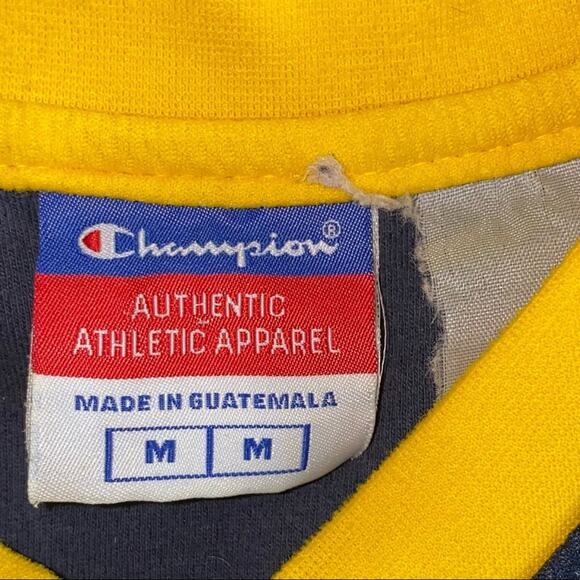 Champion®
AUTHENTIC
ATHLETIC APPAREL
MADE IN GUATEMALA
M M